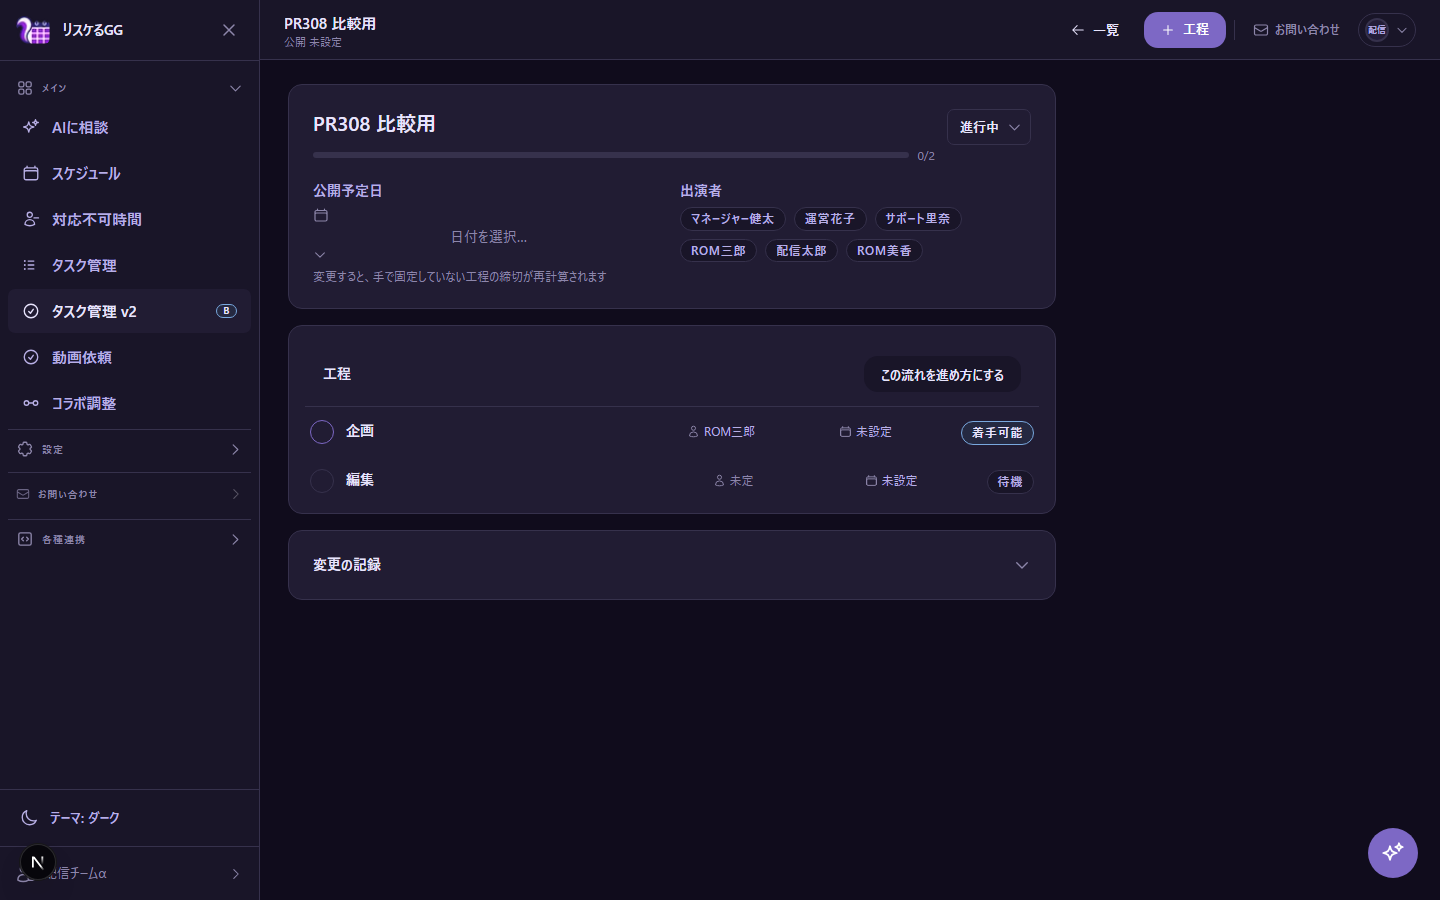 リスケるGG
メイン
AIに相談
スケジュール
対応不可時間
タスク管理
タスク管理 v2 B
動画依頼
コラボ調整
設定
お問い合わせ
各種連携
テーマ: ダーク
N
配信チームα
PR308 比較用
公開 未設定
一覧
工程
お問い合わせ
配信
PR308 比較用
進行中
0/2
公開予定日
日付を選択...
変更すると、手で固定していない工程の締切が再計算されます
出演者
マネージャー健太 運営花子 サポート里奈
ROM三郎 配信太郎 ROM美香
工程
この流れを進め方にする
企画 ROM三郎 未設定 着手可能
編集 未定 未設定 待機
変更の記録